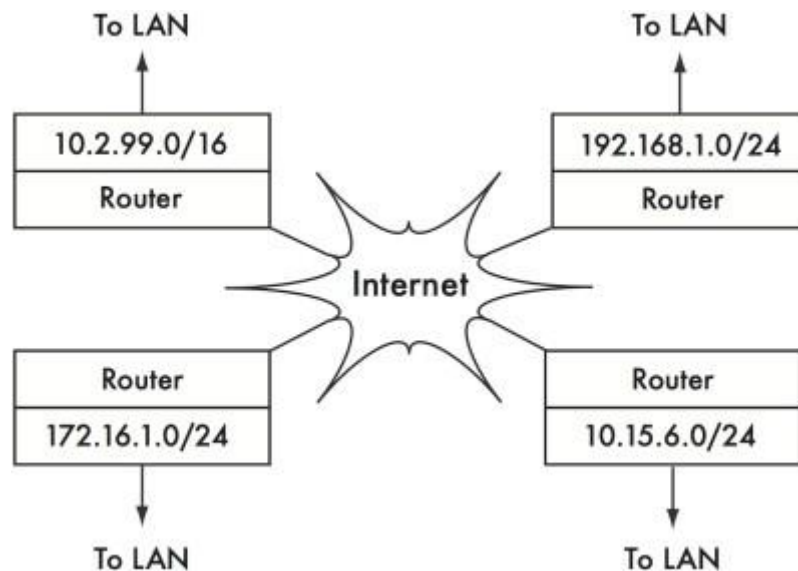 To LAN
To LAN
10.2.99.0/16
192.168.1.0/24
Router
Router
Internet
Router
Router
172.16.1.0/24
10.15.6.0/24
To LAN
To LAN